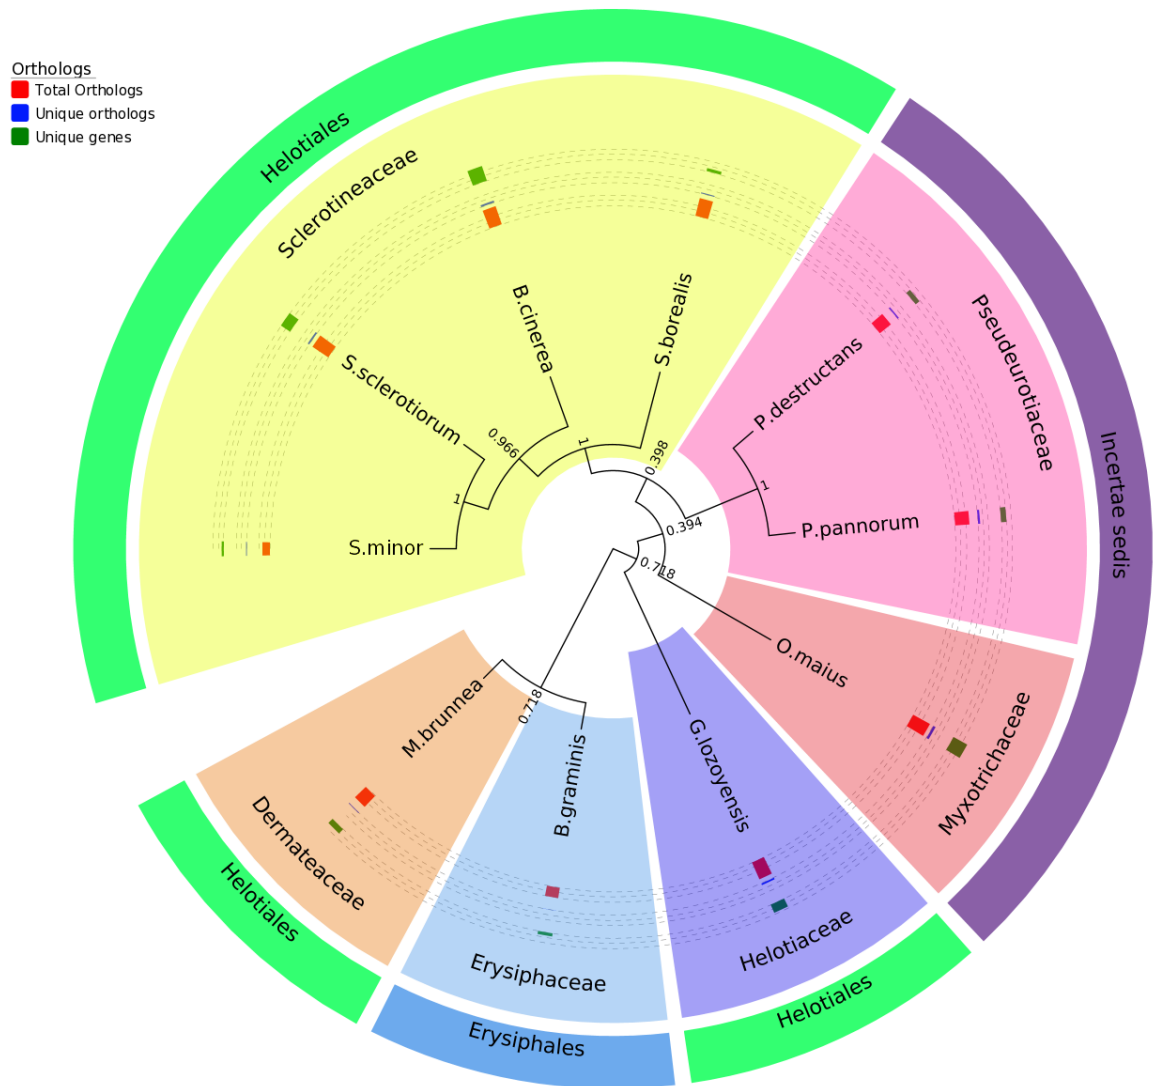 Orthologs
Total Orthologs
Unique orthologs
Unique genes
Helotiales
Sclerotineaceae
B.cinerea
S.borealis
S.sclerotiorum
S.minor
0.966
1
1
0.398
P.destructans
Pseudeurotiaceae
1
P.pannorum
Incertae sedis
0.394
0.718
O.maius
Myxotrichaceae
G.lozoyensis
Helotiaceae
Helotiales
0.718
B.graminis
Erysiphaceae
Erysiphales
M.brunnea
Dermateaceae
Helotiales